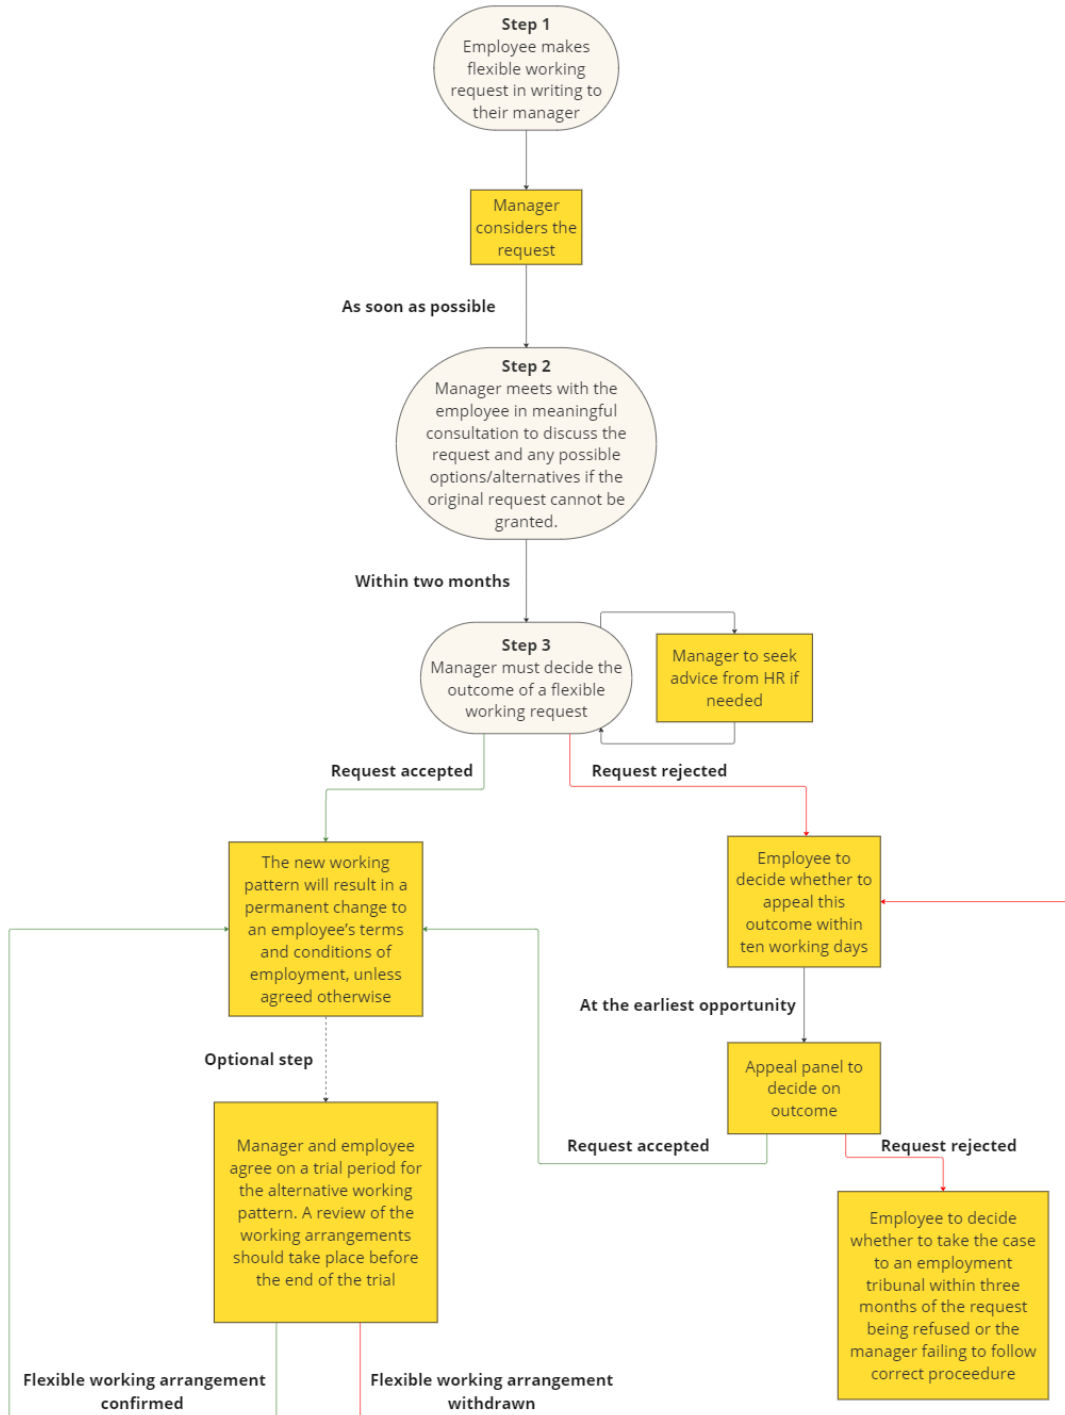 Step 1
Employee makes
flexible working
request in writing to
their manager
Manager
considers the
request
As soon as possible
Step 2
Manager meets with the
employee in meaningful
consultation to discuss the
request and any possible
options/alternatives if the
original request cannot be
granted.
Within two months
Step 3
Manager must decide the
outcome of a flexible
working request
Manager to seek
advice from HR if
needed
Request accepted
Request rejected
The new working
pattern will result in a
permanent change to
an employee’s terms
and conditions of
employment, unless
agreed otherwise
Employee to
decide whether to
appeal this
outcome within
ten working days
At the earliest opportunity
Optional step
Appeal panel to
decide on
outcome
Manager and employee
agree on a trial period for
the alternative working
pattern. A review of the
working arrangements
should take place before
the end of the trial
Request accepted
Request rejected
Employee to decide
whether to take the case
to an employment
tribunal within three
months of the request
being refused or the
manager failing to follow
correct proceedure
Flexible working arrangement
confirmed
Flexible working arrangement
withdrawn